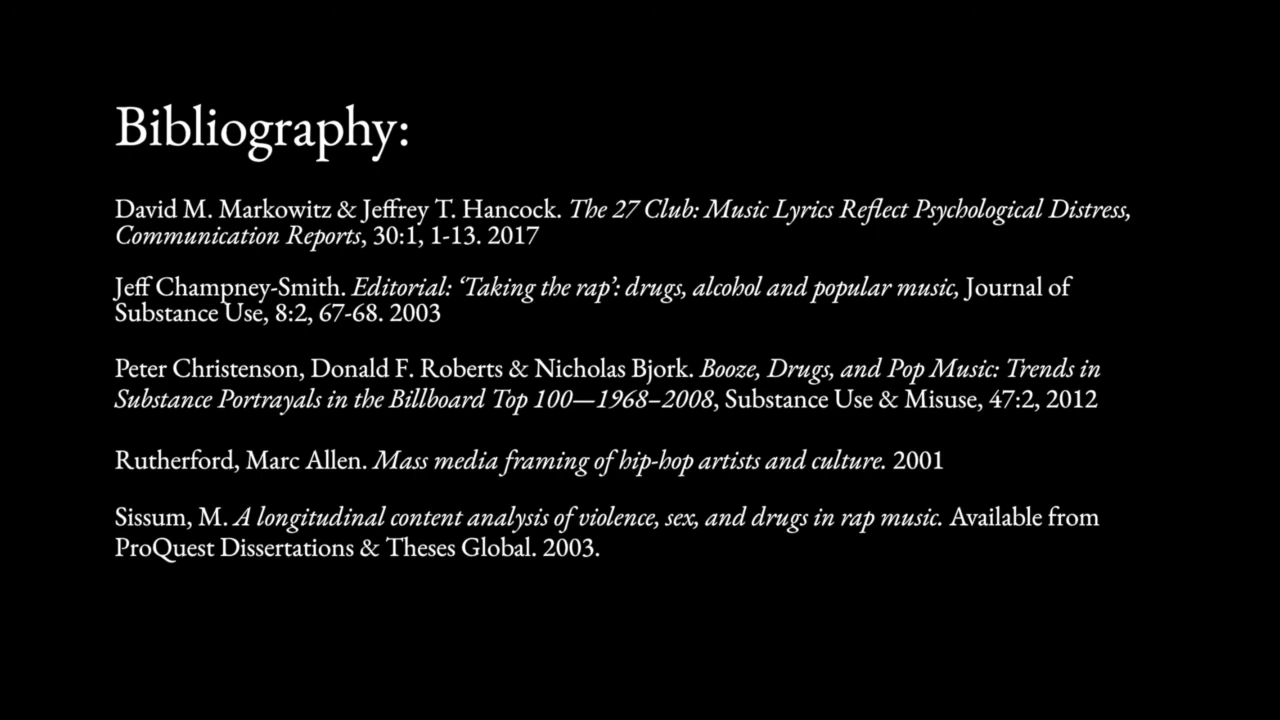 Bibliography:
David M. Markowitz & Jeffrey T. Hancock. The 27 Club: Music Lyrics Reflect Psychological Distress,
Communication Reports, 30:1, 1-13. 2017
Jeff Champney-Smith. Editorial: ‘Taking the rap’: drugs, alcohol and popular music, Journal of
Substance Use, 8:2, 67-68. 2003
Peter Christenson, Donald F. Roberts & Nicholas Bjork. Booze, Drugs, and Pop Music: Trends in
Substance Portrayals in the Billboard Top 100—1968–2008, Substance Use & Misuse, 47:2, 2012
Rutherford, Marc Allen. Mass media framing of hip-hop artists and culture. 2001
Sissum, M. A longitudinal content analysis of violence, sex, and drugs in rap music. Available from
ProQuest Dissertations & Theses Global. 2003.